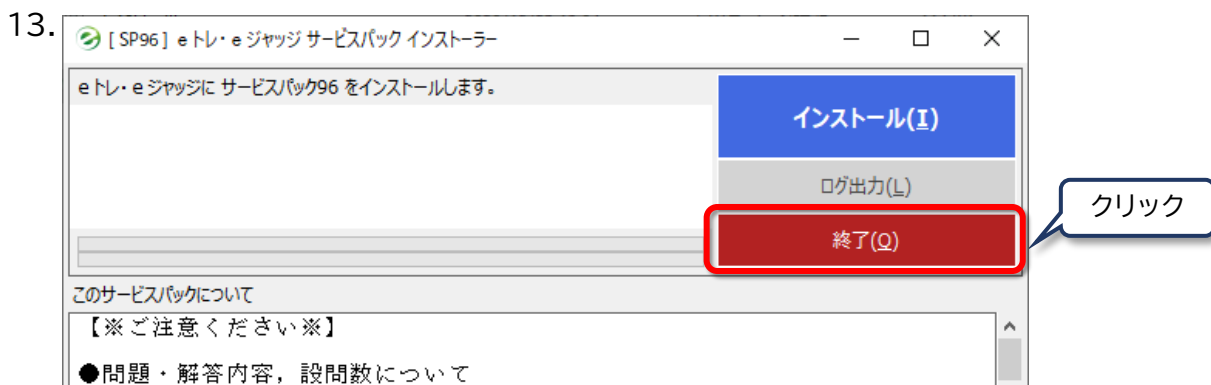 13.
[ SP96 ] e トレ・e ジャッジ サービスパック インストーラー
e トレ・e ジャッジに サービスパック96 をインストールします。
インストール(I)
ログ出力(L)
終了(Q)
クリック
このサービスパックについて
【※ご注意ください※】
●問題・解答内容，設問数について